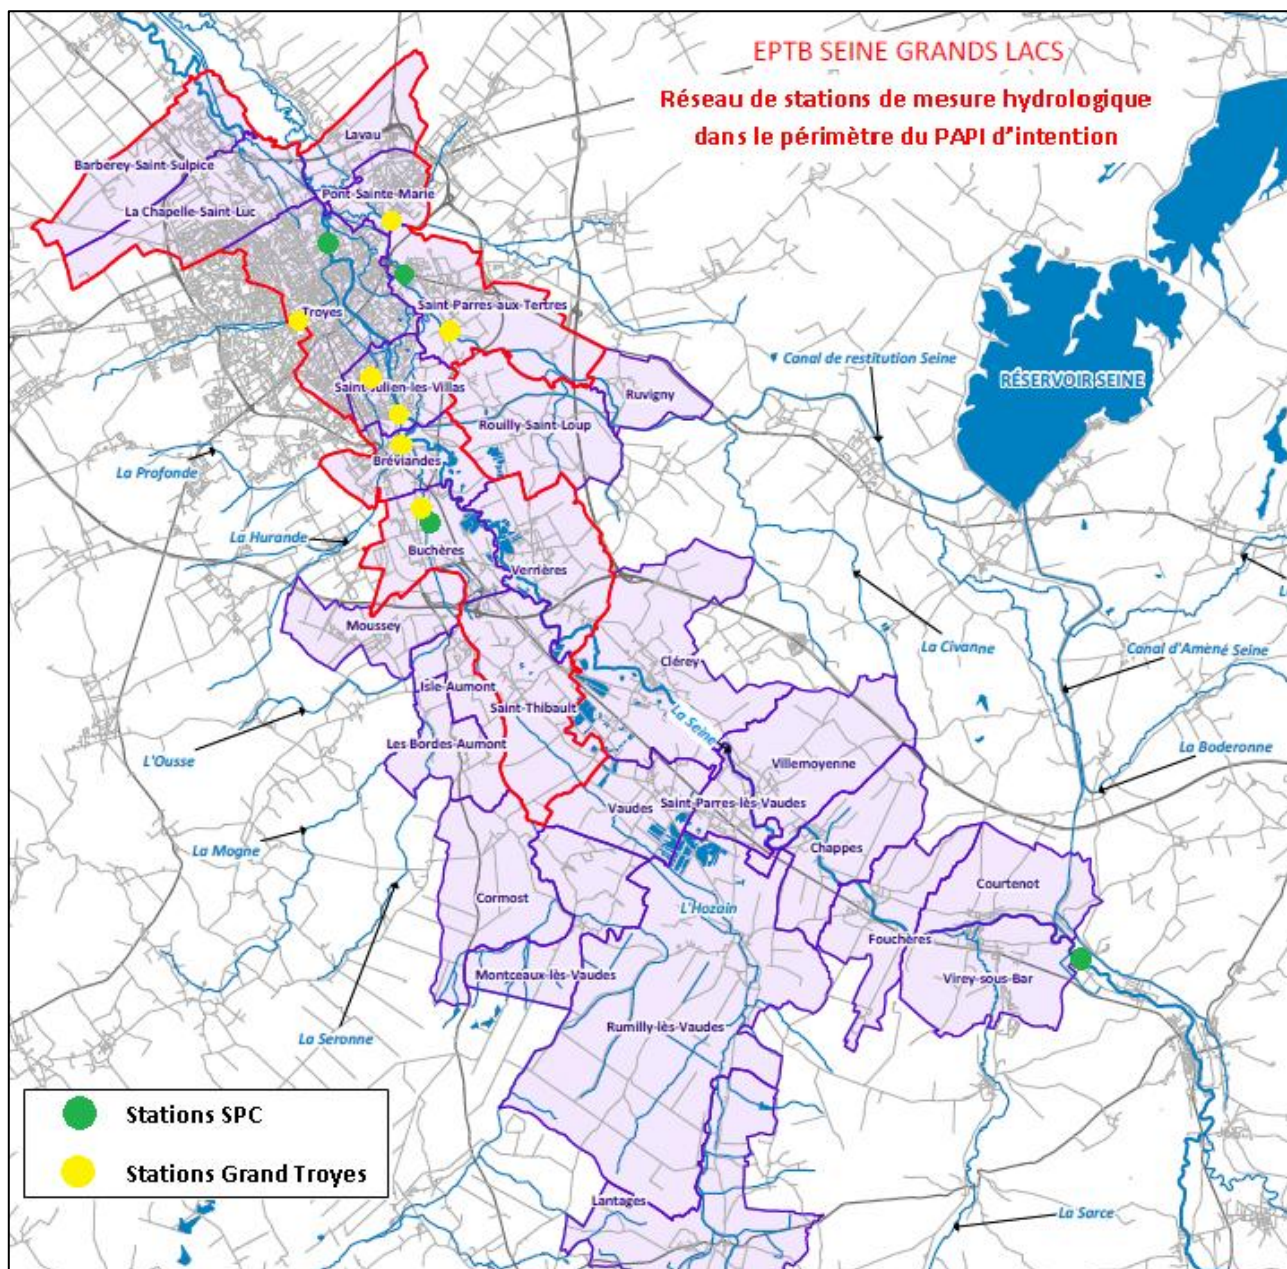 EPTB SEINE GRANDS LACS
Réseau de stations de mesure hydrologique
dans le périmètre du PAPI d'intention
Lavau
Barberey-Saint-Sulpice
Pont-Sainte-Marie
La Chapelle-Saint-Luc
Saint-Parres-aux-Tertres
Troyes
Canal de restitution Seine
RÉSERVOIR SEINE
Saint-Julien-les-Villas
Ruvigny
Rouilly-Saint-Loup
Bréviandes
La Profonde
La Hurande
Buchères
Verrières
Moussey
La Civanne
Canal d'Amené Seine
Clérey
Isle-Aumont
Saint-Thibault
La Seine
Les Bordes-Aumont
L'Ousse
La Boderonne
Villemoyenne
Vaudes
Saint-Parres-lès-Vaudes
Chappes
La Mogne
Courtenot
Cormost
L'Hozain
Fouchères
Montceaux-lès-Vaudes
Virey-sous-Bar
Rumilly-lès-Vaudes
La Seronne
Stations SPC
Stations Grand Troyes
Lantages
La Sarce